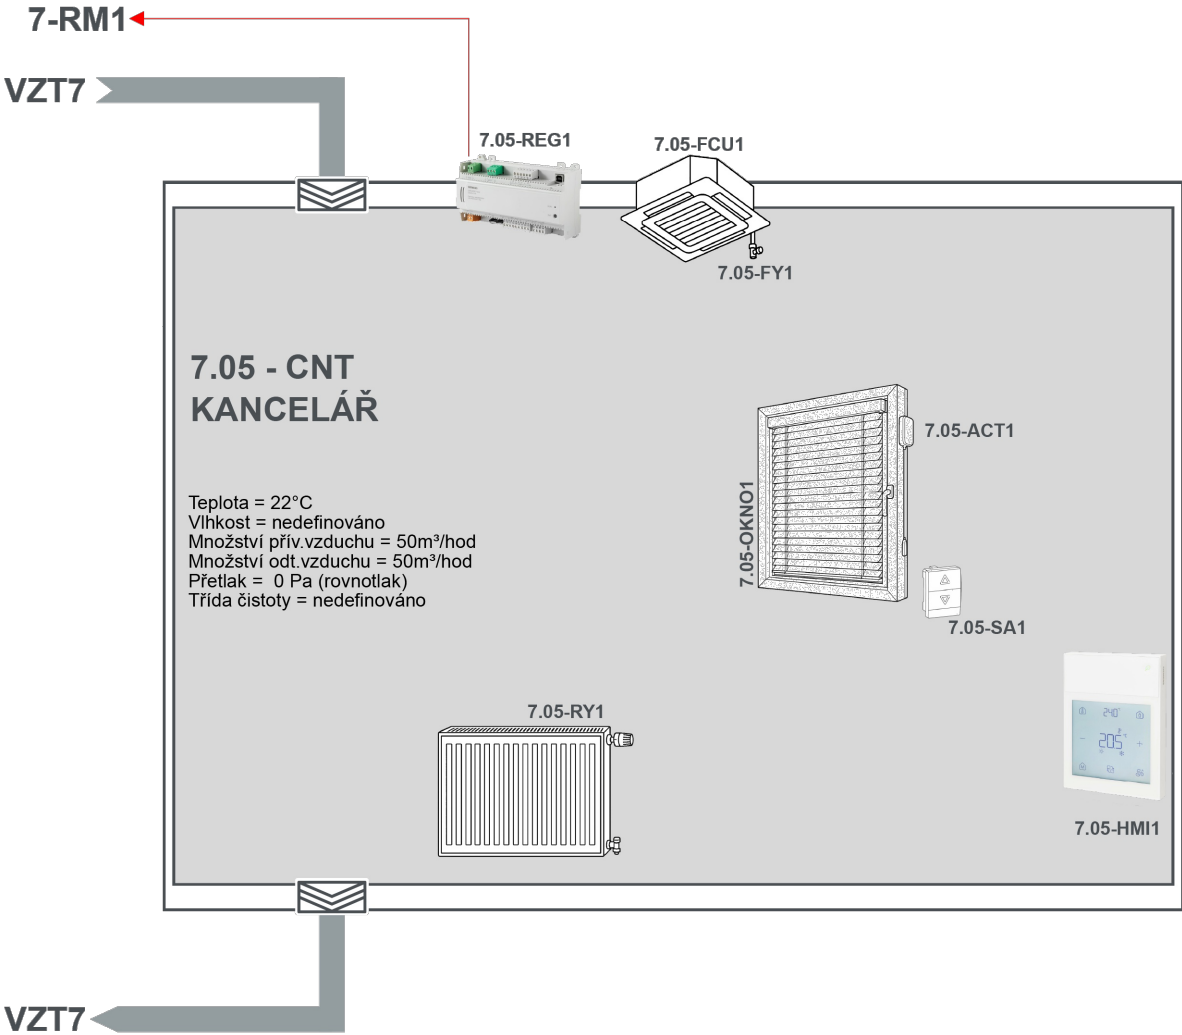 7-RM1
VZT7
7.05-REG1
7.05-FCU1
7.05-FY1
7.05 - CNT
KANCELÁŘ
7.05-ACT1
7.05-OKNO1
Teplota = 22°C
Vlhkost = nedefinováno
Množství přív.vzduchu = 50m³/hod
Množství odt.vzduchu = 50m³/hod
Přetlak =  0 Pa (rovnotlak)
Třída čistoty = nedefinováno
7.05-SA1
7.05-RY1
240
205
7.05-HMI1
VZT7